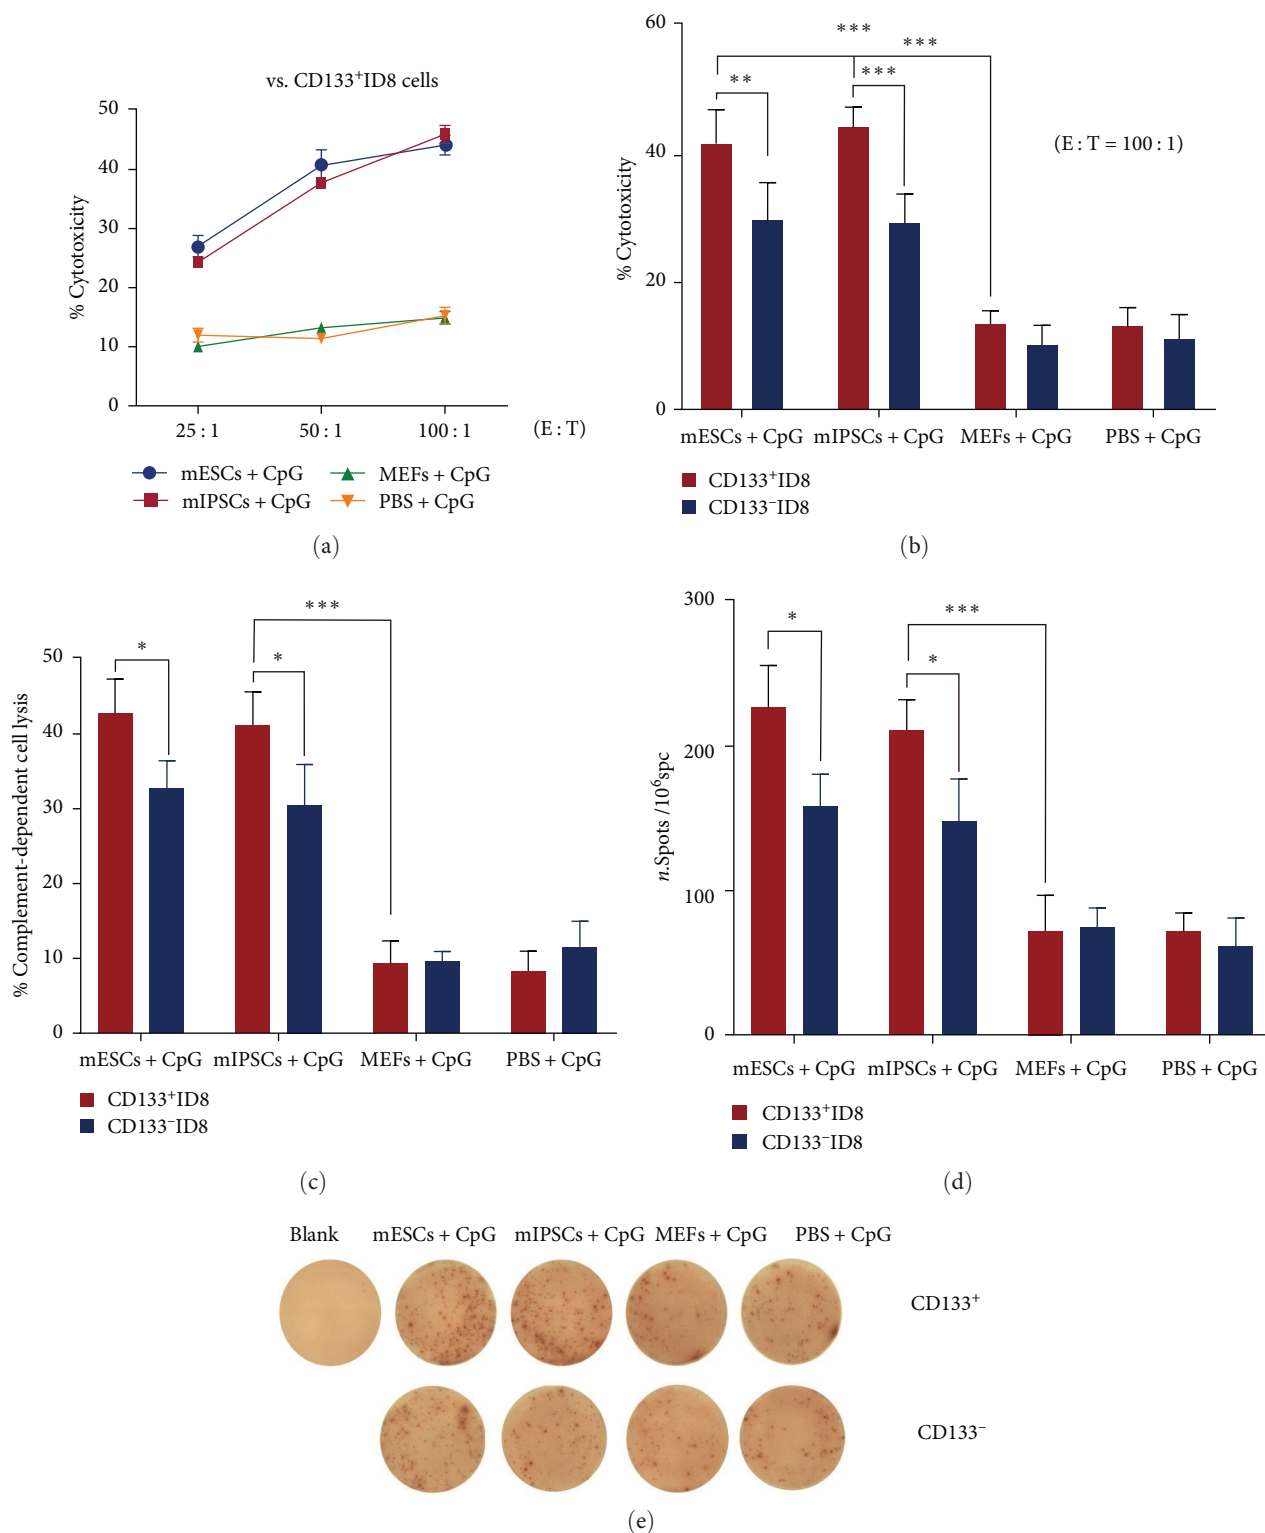 vs. CD133+ID8 cells
% Cytotoxicity
50
40
30
20
10
0
25 : 1
50 : 1
100 : 1
(E : T)
mESCs + CpG
MEFs + CpG
mIPSCs + CpG
PBS + CpG
(a)
% Cytotoxicity
60
40
20
0
***
***
**
***
(E : T = 100 : 1)
mESCs + CpG
mIPSCs + CpG
MEFs + CpG
PBS + CpG
CD133+ID8
CD133−ID8
(b)
% Complement-dependent cell lysis
50
40
30
20
10
0
***
*
*
mESCs + CpG
mIPSCs + CpG
MEFs + CpG
PBS + CpG
CD133+ID8
CD133−ID8
(c)
n.Spots /10⁶spc
300
200
100
0
***
*
*
mESCs + CpG
mIPSCs + CpG
MEFs + CpG
PBS + CpG
CD133+ID8
CD133−ID8
(d)
Blank
mESCs + CpG
mIPSCs + CpG
MEFs + CpG
PBS + CpG
CD133+
CD133−
(e)